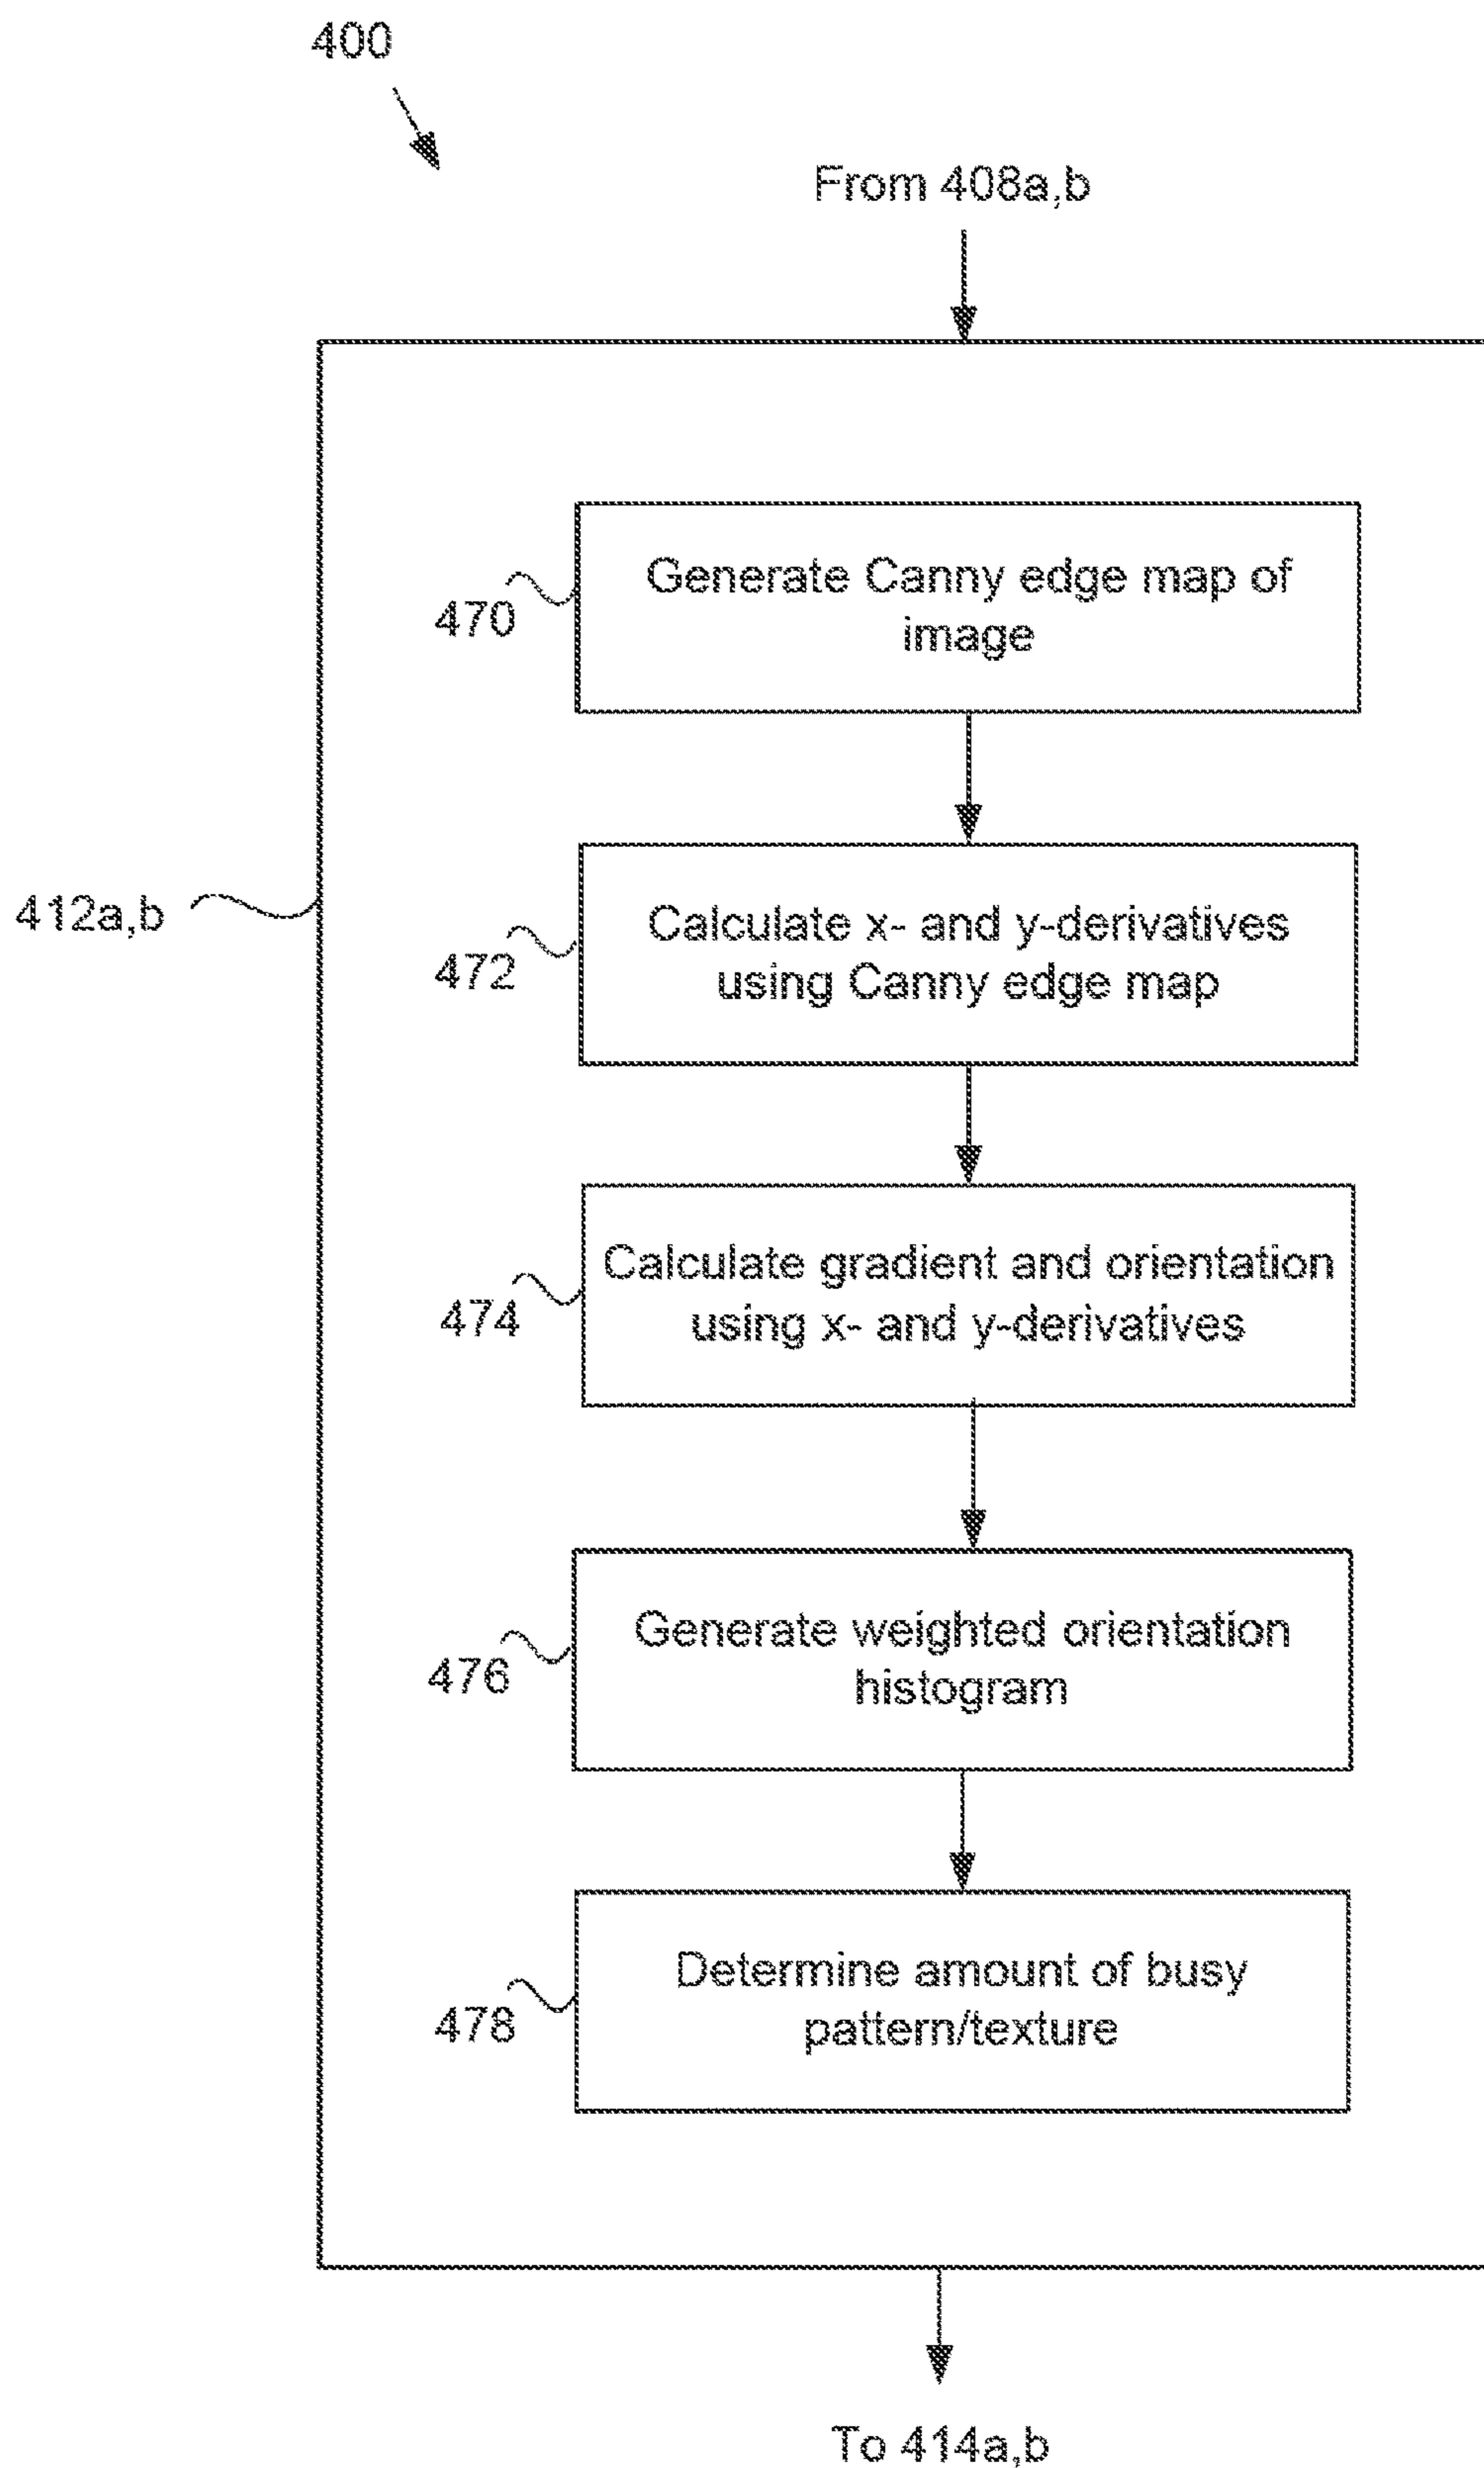 400
From 408a,b
Generate Canny edge map of
image
470
Calculate x- and y-derivatives
using Canny edge map
472
412a,b
Calculate gradient and orientation
using x- and y-derivatives
474
Generate weighted orientation
histogram
476
Determine amount of busy
pattern/texture
478
To 414a,b